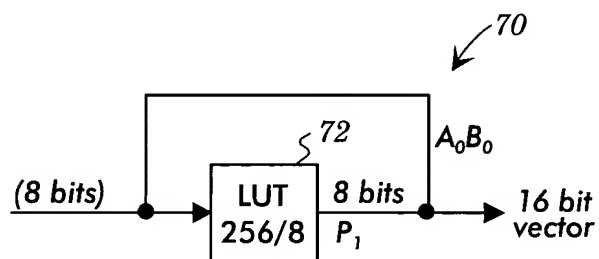 70
72
A₀B₀
(8 bits)
LUT
256/8
8 bits
P₁
16 bit
vector